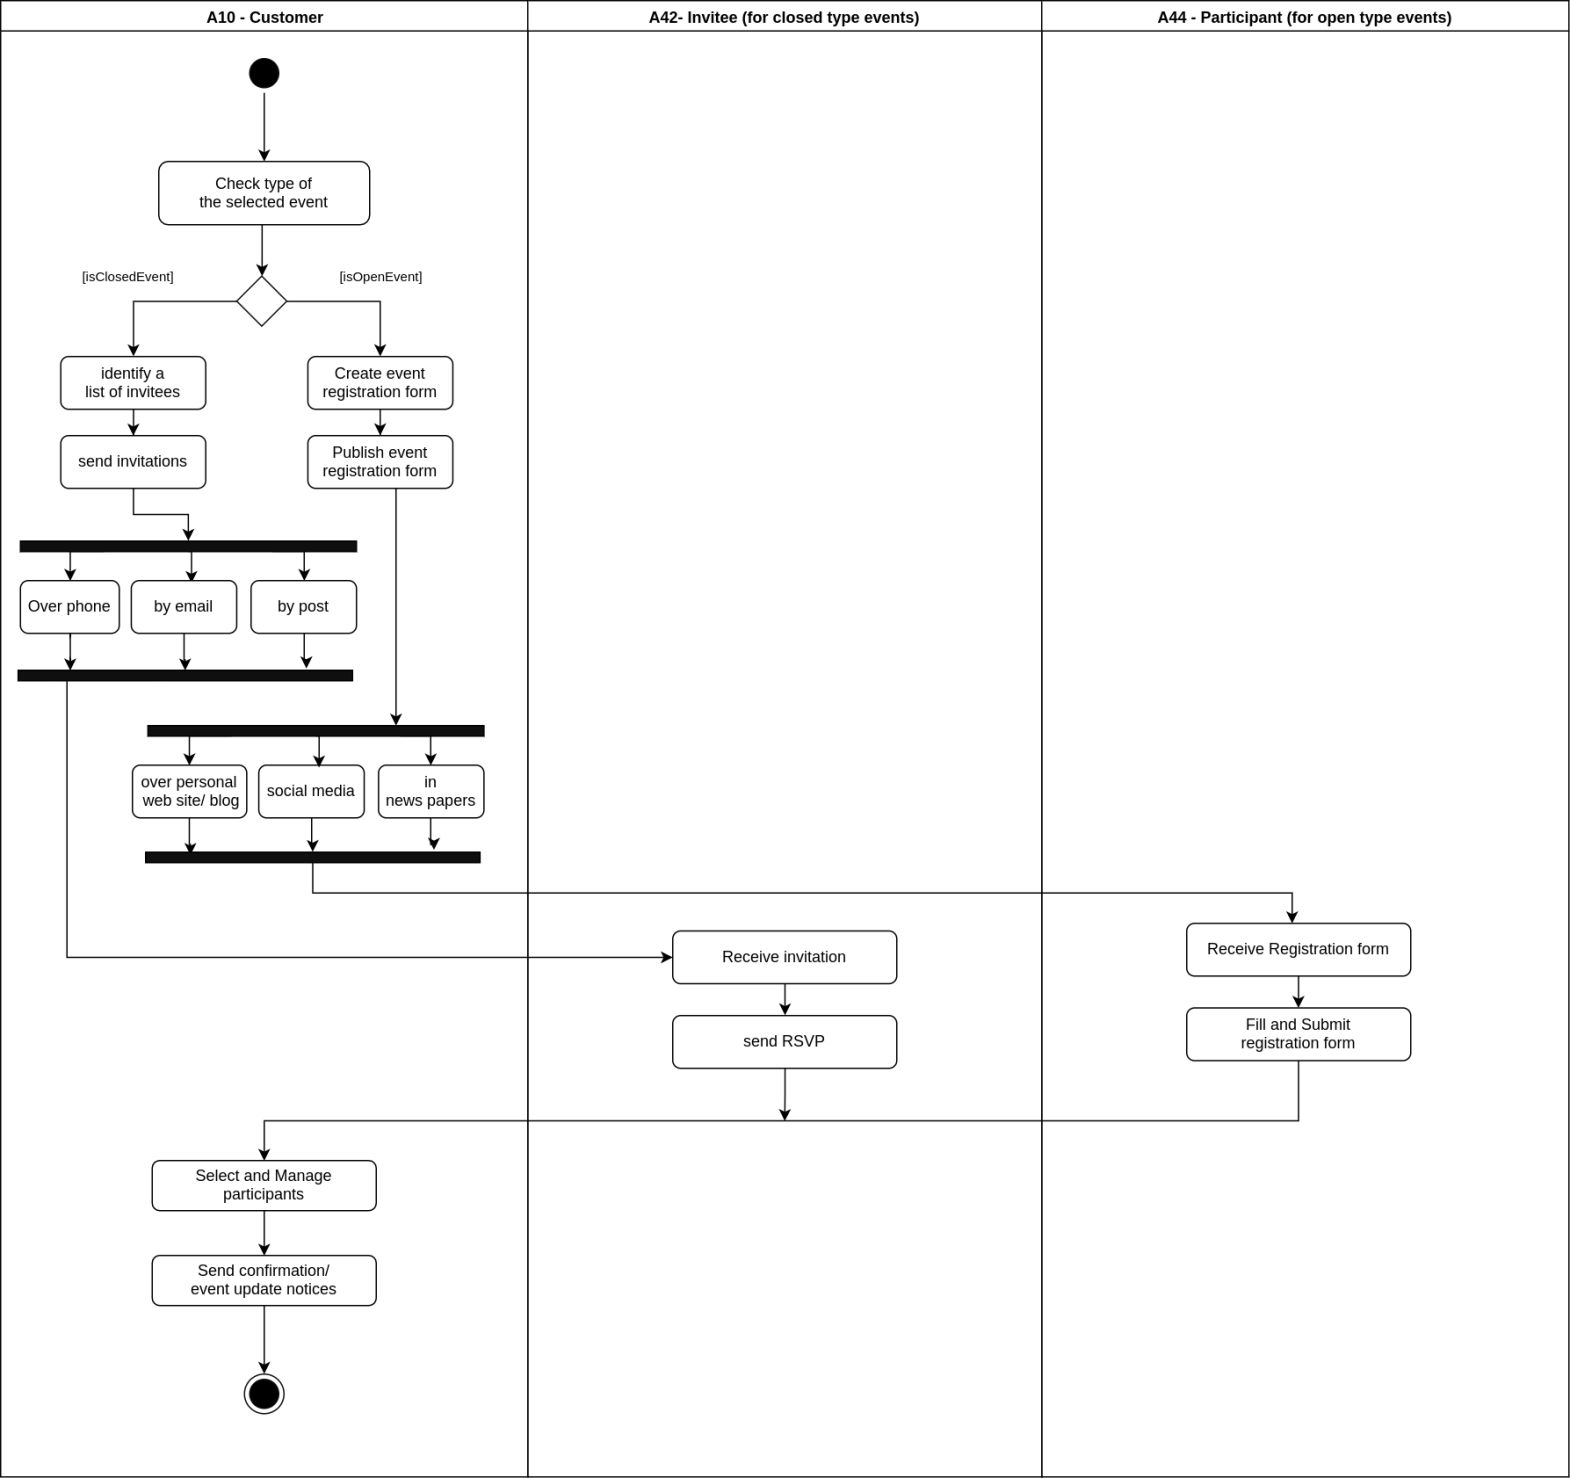 A10 - Customer
A42- Invitee (for closed type events)
A44 - Participant (for open type events)
Check type of
the selected event
[isClosedEvent]
[isOpenEvent]
identify a
list of invitees
Create event
registration form
send invitations
Publish event
registration form
Over phone
by email
by post
over personal
web site/ blog
social media
in
news papers
Receive invitation
Receive Registration form
send RSVP
Fill and Submit
registration form
Select and Manage
participants
Send confirmation/
event update notices